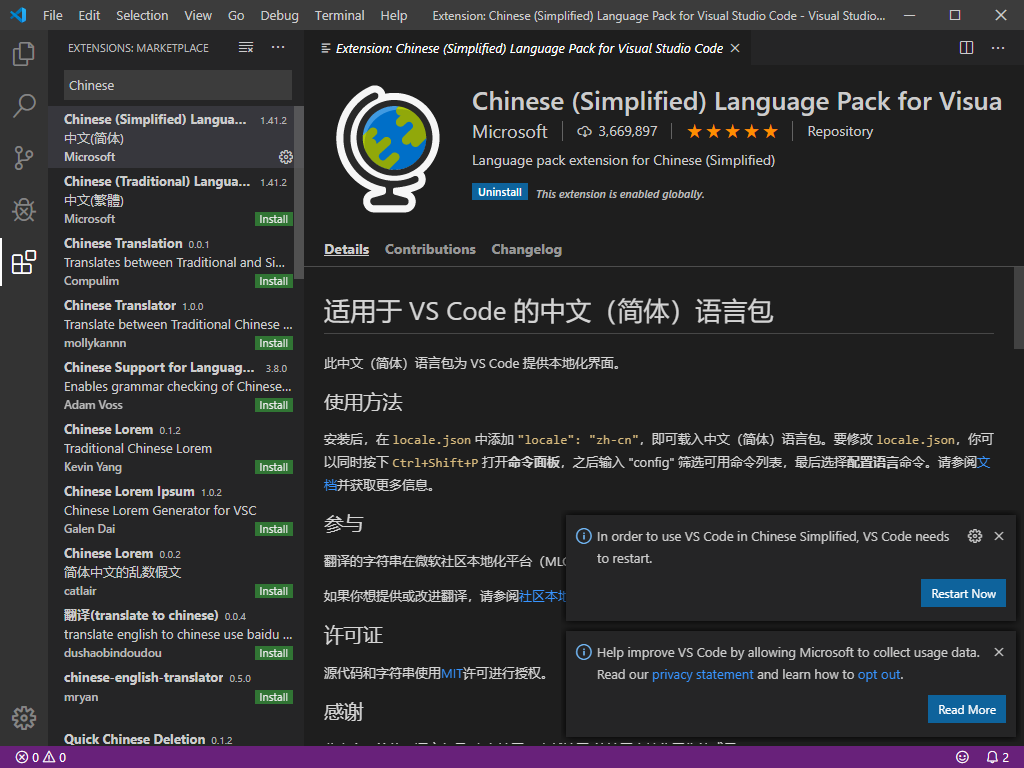 File Edit Selection View Go Debug Terminal Help Extension: Chinese (Simplified) Language Pack for Visual Studio Code - Visual Studio...
EXTENSIONS: MARKETPLACE
Chinese
Chinese (Simplified) Langua... 1.41.2
中文(简体)
Microsoft
Chinese (Traditional) Langua... 1.41.2
中文(繁體)
Microsoft Install
Chinese Translation 0.0.1
Translates between Traditional and Si...
Compulim Install
Chinese Translator 1.0.0
Translate between Traditional Chinese ...
mollykannn Install
Chinese Support for Languag... 3.8.0
Enables grammar checking of Chinese...
Adam Voss Install
Chinese Lorem 0.1.2
Traditional Chinese Lorem
Kevin Yang Install
Chinese Lorem Ipsum 1.0.2
Chinese Lorem Generator for VSC
Galen Dai Install
Chinese Lorem 0.0.2
简体中文的乱数假文
catlair Install
翻译(translate to chinese) 0.0.4
translate english to chinese use baidu ...
dushaobindoudou Install
chinese-english-translator 0.5.0
mryan Install
Quick Chinese Deletion 0.1.2
Extension: Chinese (Simplified) Language Pack for Visual Studio Code
Chinese (Simplified) Language Pack for Visua
Microsoft 3,669,897 Repository
Language pack extension for Chinese (Simplified)
Uninstall This extension is enabled globally.
Details Contributions Changelog
适用于 VS Code 的中文（简体）语言包
此中文（简体）语言包为 VS Code 提供本地化界面。
使用方法
安装后，在 locale.json 中添加 "locale": "zh-cn"，即可载入中文（简体）语言包。要修改 locale.json，你可
以同时按下 Ctrl+Shift+P 打开命令面板，之后输入 "config" 筛选可用命令列表，最后选择配置语言命令。请参阅文
档并获取更多信息。
参与
翻译的字符串在微软社区本地化平台（MLC
如果你想提供或改进翻译，请参阅社区本地
许可证
源代码和字符串使用MIT许可进行授权。
感谢
In order to use VS Code in Chinese Simplified, VS Code needs
to restart.
Restart Now
Help improve VS Code by allowing Microsoft to collect usage data.
Read our privacy statement and learn how to opt out.
Read More
0 0 2